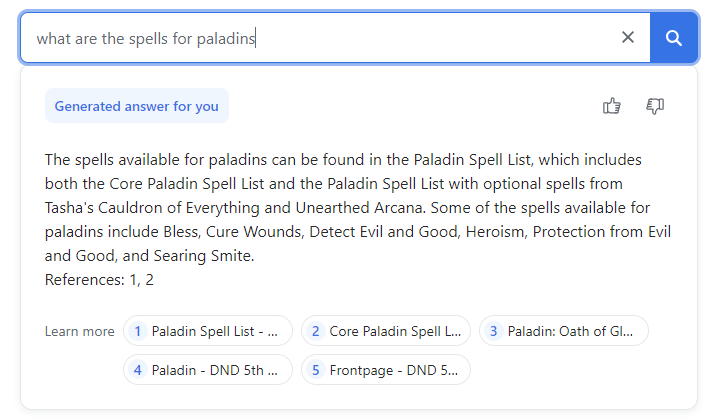 what are the spells for paladins
Generated answer for you
The spells available for paladins can be found in the Paladin Spell List, which includes
both the Core Paladin Spell List and the Paladin Spell List with optional spells from
Tasha's Cauldron of Everything and Unearthed Arcana. Some of the spells available for
paladins include Bless, Cure Wounds, Detect Evil and Good, Heroism, Protection from Evil
and Good, and Searing Smite.
References: 1, 2
Learn more 1 Paladin Spell List - ... 2 Core Paladin Spell L... 3 Paladin: Oath of Gl...
4 Paladin - DND 5th ... 5 Frontpage - DND 5...